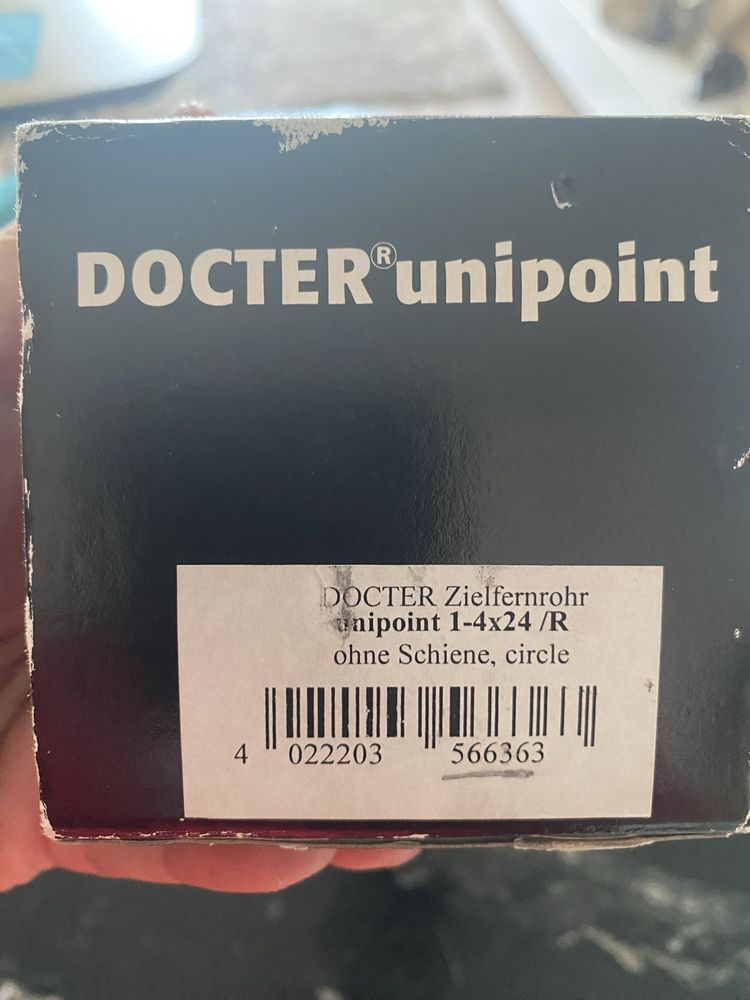 DOCTER® unipoint
DOCTER Zielfernrohr
unipoint 1-4x24 /R
ohne Schiene, circle
4 022203 566363